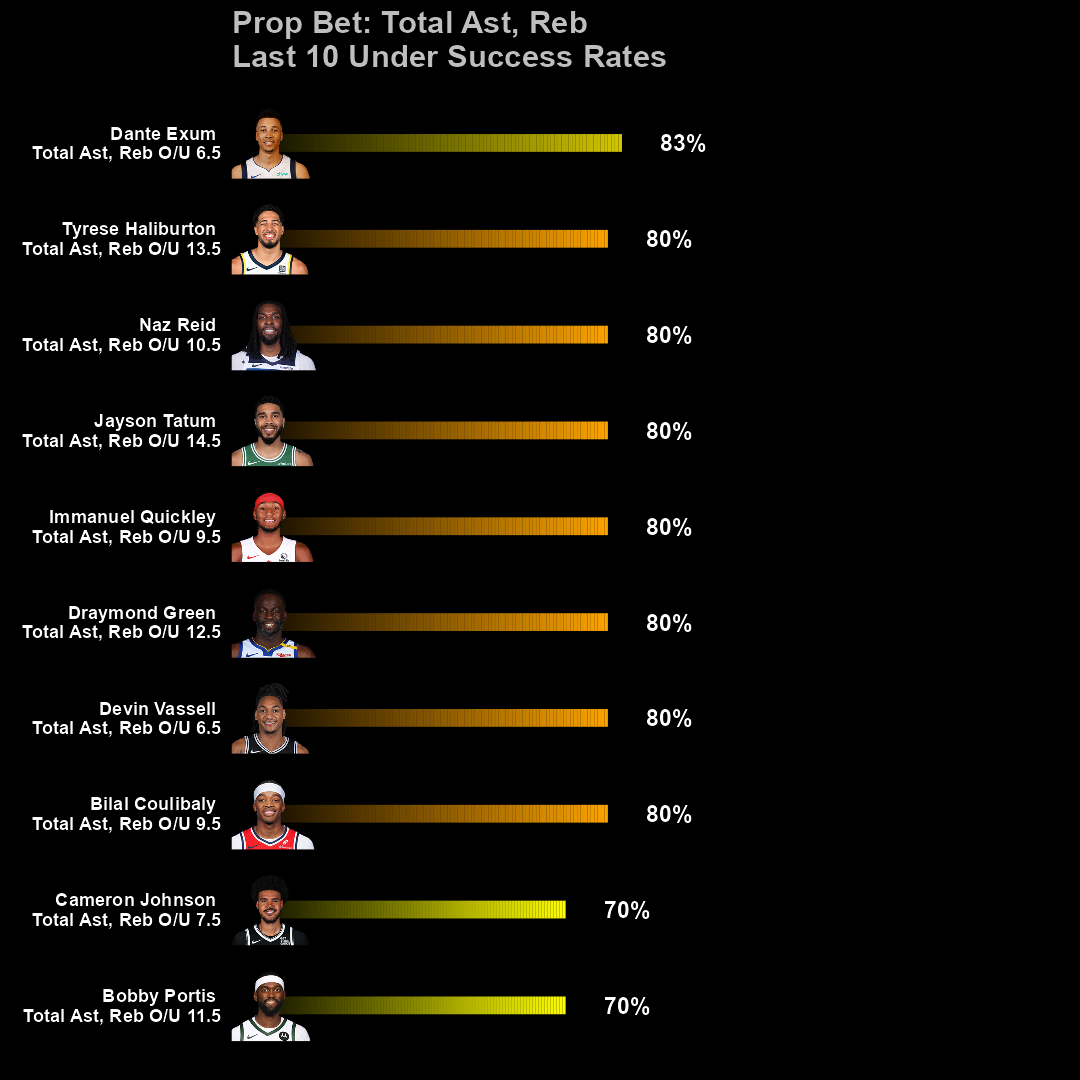 Prop Bet: Total Ast, Reb
Last 10 Under Success Rates
Dante Exum
Total Ast, Reb O/U 6.5
83%
Tyrese Haliburton
Total Ast, Reb O/U 13.5
80%
Naz Reid
Total Ast, Reb O/U 10.5
80%
Jayson Tatum
Total Ast, Reb O/U 14.5
80%
Immanuel Quickley
Total Ast, Reb O/U 9.5
80%
Draymond Green
Total Ast, Reb O/U 12.5
80%
Devin Vassell
Total Ast, Reb O/U 6.5
80%
Bilal Coulibaly
Total Ast, Reb O/U 9.5
80%
Cameron Johnson
Total Ast, Reb O/U 7.5
70%
Bobby Portis
Total Ast, Reb O/U 11.5
70%